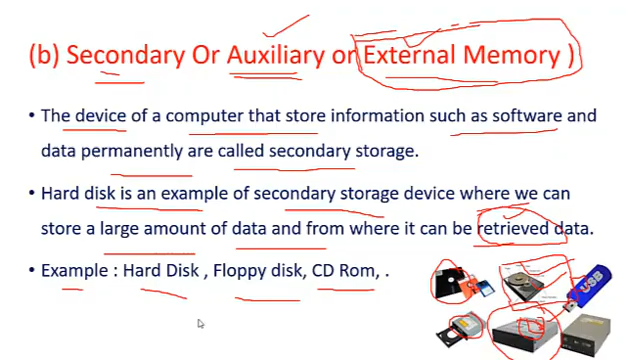 (b) Secondary Or Auxiliary or External Memory )
• The device of a computer that store information such as software and
data permanently are called secondary storage.
• Hard disk is an example of secondary storage device where we can
store a large amount of data and from where it can be retrieved data.
• Example : Hard Disk , Floppy disk, CD Rom, .
USB